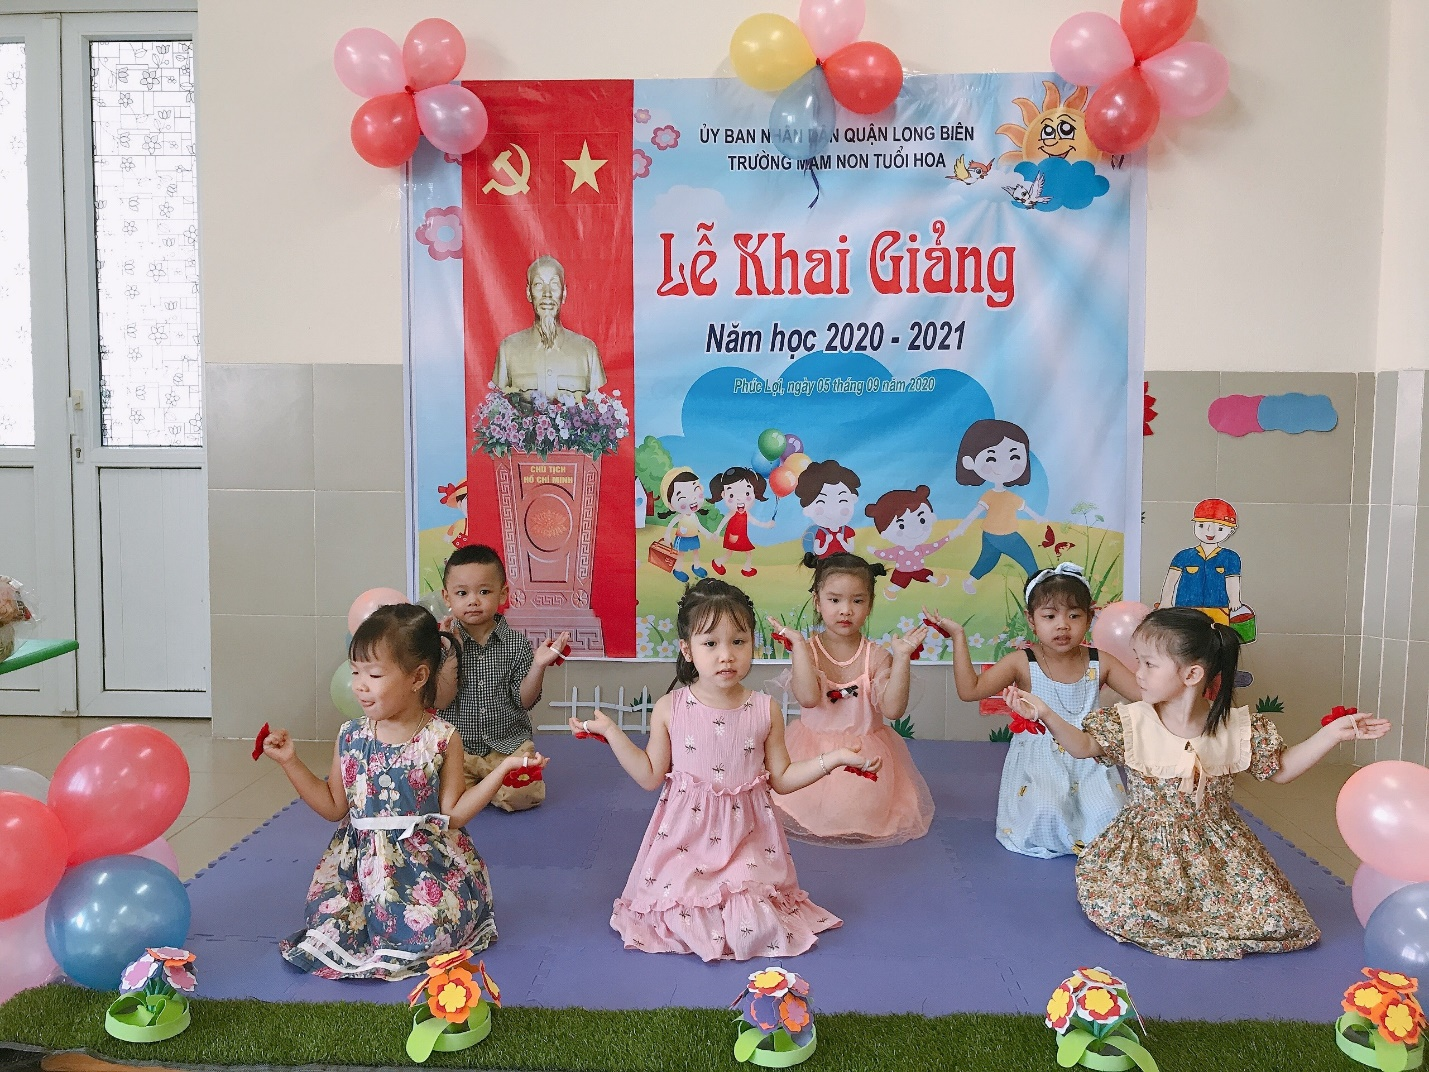 ỦY BAN NHÂN DÂN QUẬN LONG BIÊN
TRƯỜNG MẦM NON TUỔI HOA
Lễ Khai Giảng
Năm học 2020 - 2021
Phúc Lợi, ngày 05 tháng 09 năm 2020
CHỦ TỊCH
HỒ CHÍ MINH